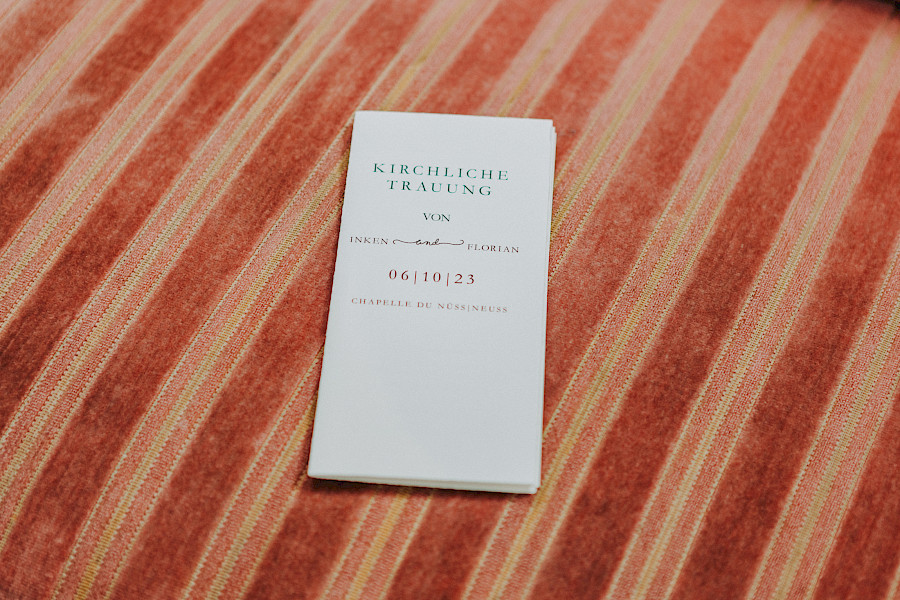 KIRCHLICHE
TRAUUNG
VON
INKEN and FLORIAN
06|10|23
CHAPELLE DU NÜSS|NEUSS